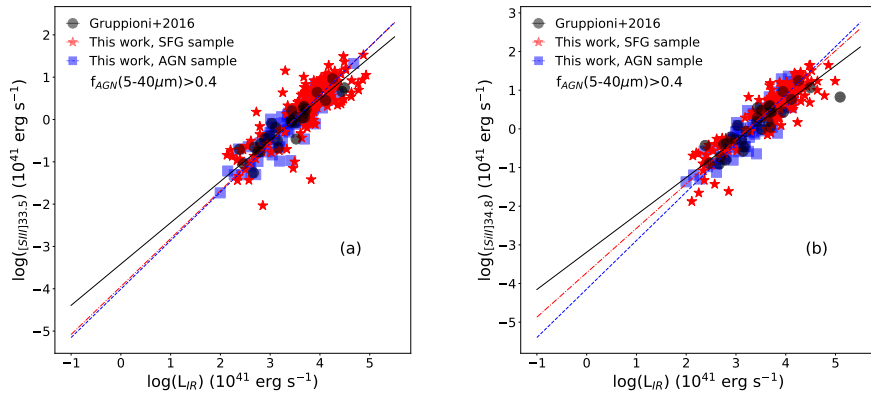 Gruppioni+2016
This work, SFG sample
This work, AGN sample
f_AGN(5-40μm)>0.4
(a)
log([SIII]33.5) (10^41 erg s^−1)
2
1
0
−1
−2
−3
−4
−5
−1 0 1 2 3 4 5
log(L_IR) (10^41 erg s^−1)
Gruppioni+2016
This work, SFG sample
This work, AGN sample
f_AGN(5-40μm)>0.4
(b)
log([SiII]34.8) (10^41 erg s^−1)
3
2
1
0
−1
−2
−3
−4
−5
−1 0 1 2 3 4 5
log(L_IR) (10^41 erg s^−1)